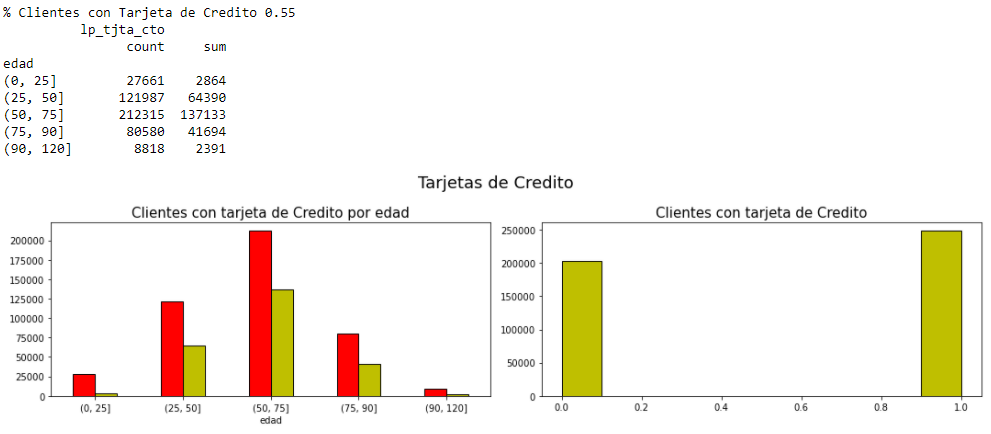 % Clientes con Tarjeta de Credito 0.55
lp_tjta_cto
count sum
edad
(0, 25] 27661 2864
(25, 50] 121987 64390
(50, 75] 212315 137133
(75, 90] 80580 41694
(90, 120] 8818 2391
Tarjetas de Credito
Clientes con tarjeta de Credito por edad
200000
175000
150000
125000
100000
75000
50000
25000
0
(0, 25] (25, 50] (50, 75] (75, 90] (90, 120]
edad
Clientes con tarjeta de Credito
250000
200000
150000
100000
50000
0
0.0 0.2 0.4 0.6 0.8 1.0